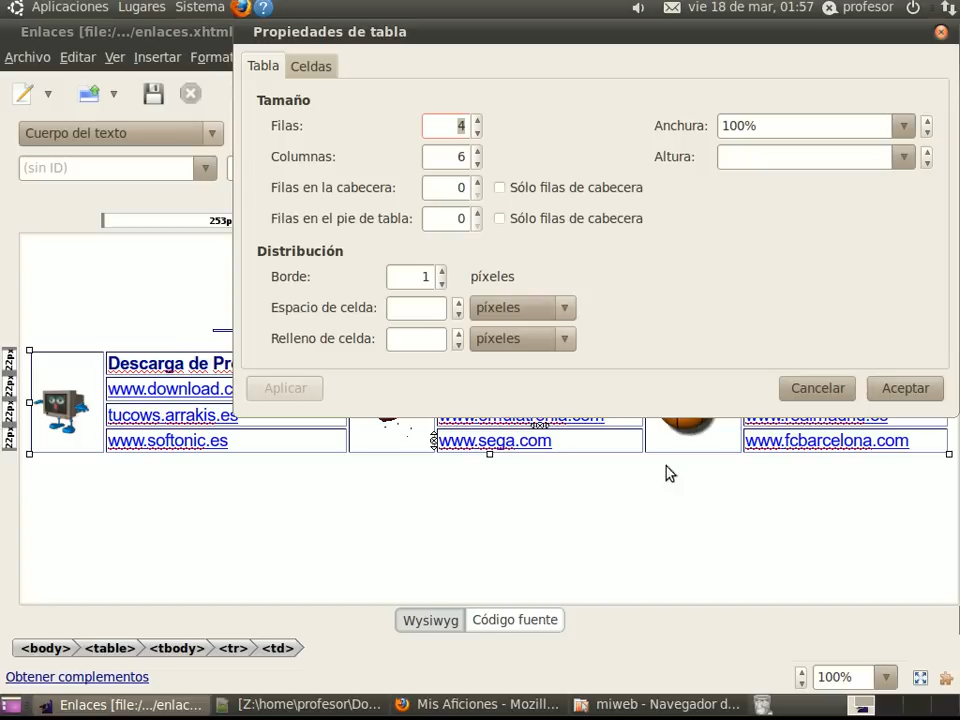 Aplicaciones Lugares Sistema ? vie 18 de mar, 01:57 profesor
Enlaces [file:/.../enlaces.xhtml
Propiedades de tabla
Archivo Editar Ver Insertar Format
Tabla Celdas
Tamaño
Filas: 4 Anchura: 100%
Cuerpo del texto
Columnas: 6 Altura:
(sin ID)
Filas en la cabecera: 0 Sólo filas de cabecera
Filas en el pie de tabla: 0 Sólo filas de cabecera
253p
Distribución
Borde: 1 píxeles
Espacio de celda: píxeles
Relleno de celda: píxeles
22px
22px
22px
Descarga de Pr
www.download.c
Aplicar Cancelar Aceptar
tucows.arrakis.es
www.softonic.es www.sega.com www.fcbarcelona.com
Wysiwyg Código fuente
<body> <table> <tbody> <tr> <td>
Obtener complementos 100%
Enlaces [file:/.../enlac... [Z:\home\profesor\Do... Mis Aficiones - Mozill... miweb - Navegador d...